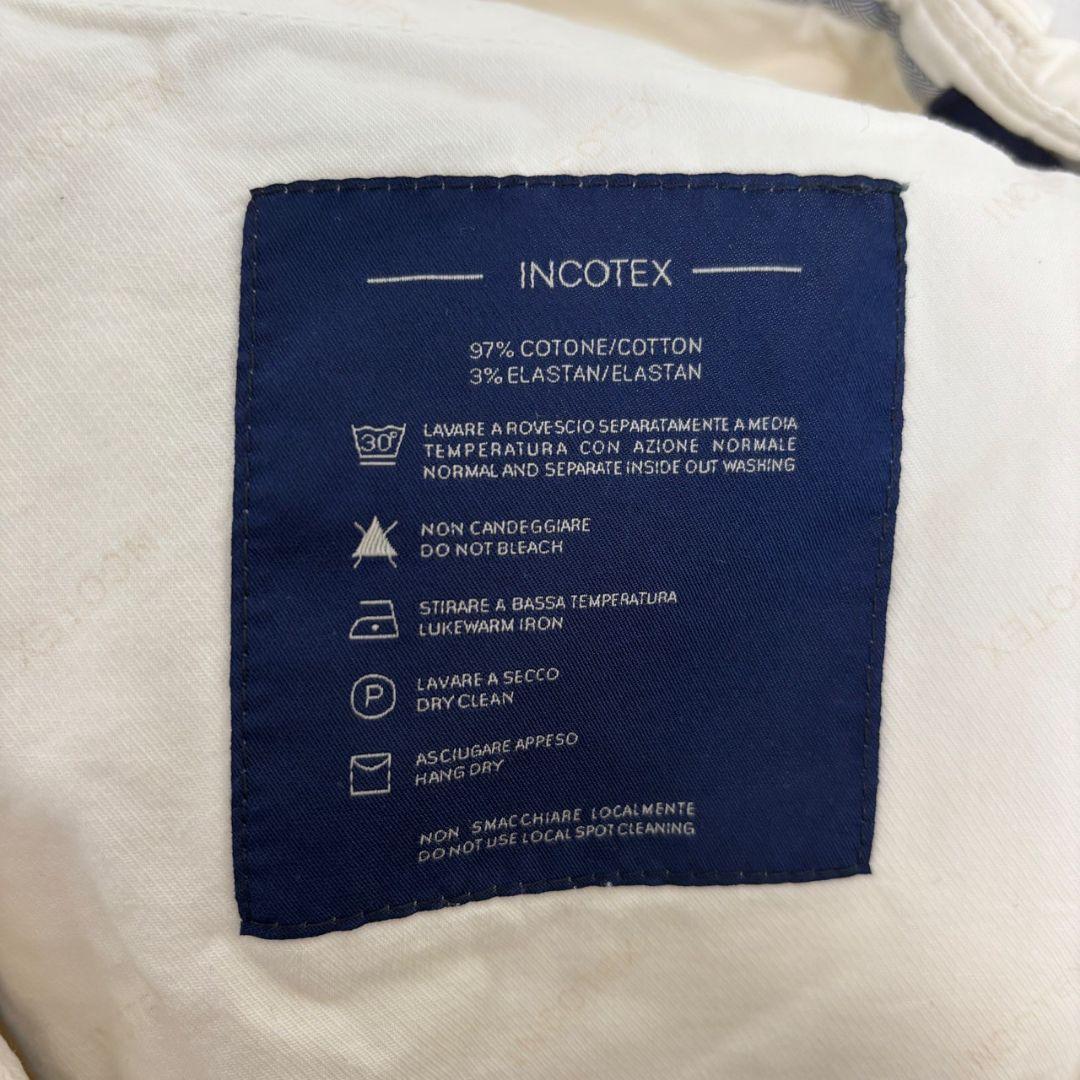 INCOTEX
97% COTONE/COTTON
3% ELASTAN/ELASTAN
30°
LAVARE A ROVESCIO SEPARATAMENTE A MEDIA
TEMPERATURA CON AZIONE NORMALE
NORMAL AND SEPARATE INSIDE OUT WASHING
NON CANDEGGIARE
DO NOT BLEACH
STIRARE A BASSA TEMPERATURA
LUKEWARM IRON
P
LAVARE A SECCO
DRY CLEAN
ASCIUGARE APPESO
HANG DRY
NON SMACCHIARE LOCALMENTE
DO NOT USE LOCAL SPOT CLEANING